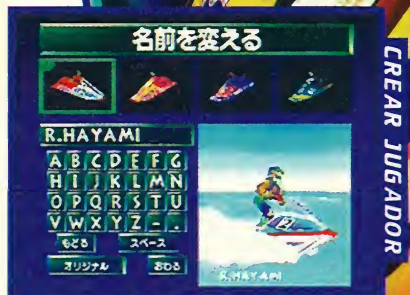 名前を変える
R.HAYAMI
A B C D E F G
H I J K L M N
O P Q R S T U
V W X Y Z - .
もどる スペース
オリジナル おわる
2
R.HAYAMI
CREAR JUGADOR